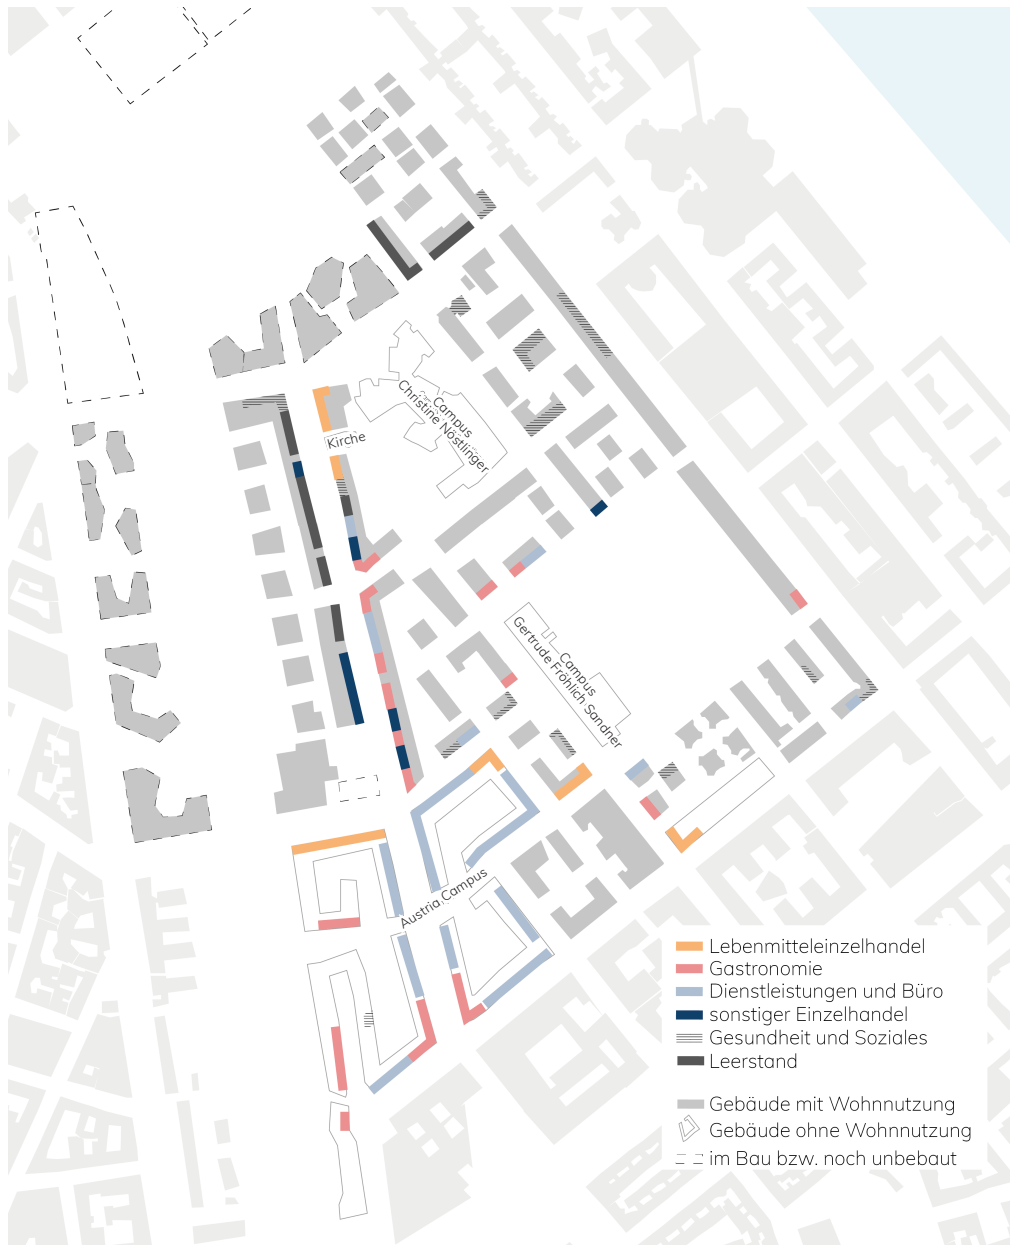 Campus
Christine Nöstlinger
Kirche
Campus
Gertrude Fröhlich Sandner
Austria Campus
Lebenmitteleinzelhandel
Gastronomie
Dienstleistungen und Büro
sonstiger Einzelhandel
Gesundheit und Soziales
Leerstand
Gebäude mit Wohnnutzung
Gebäude ohne Wohnnutzung
im Bau bzw. noch unbebaut